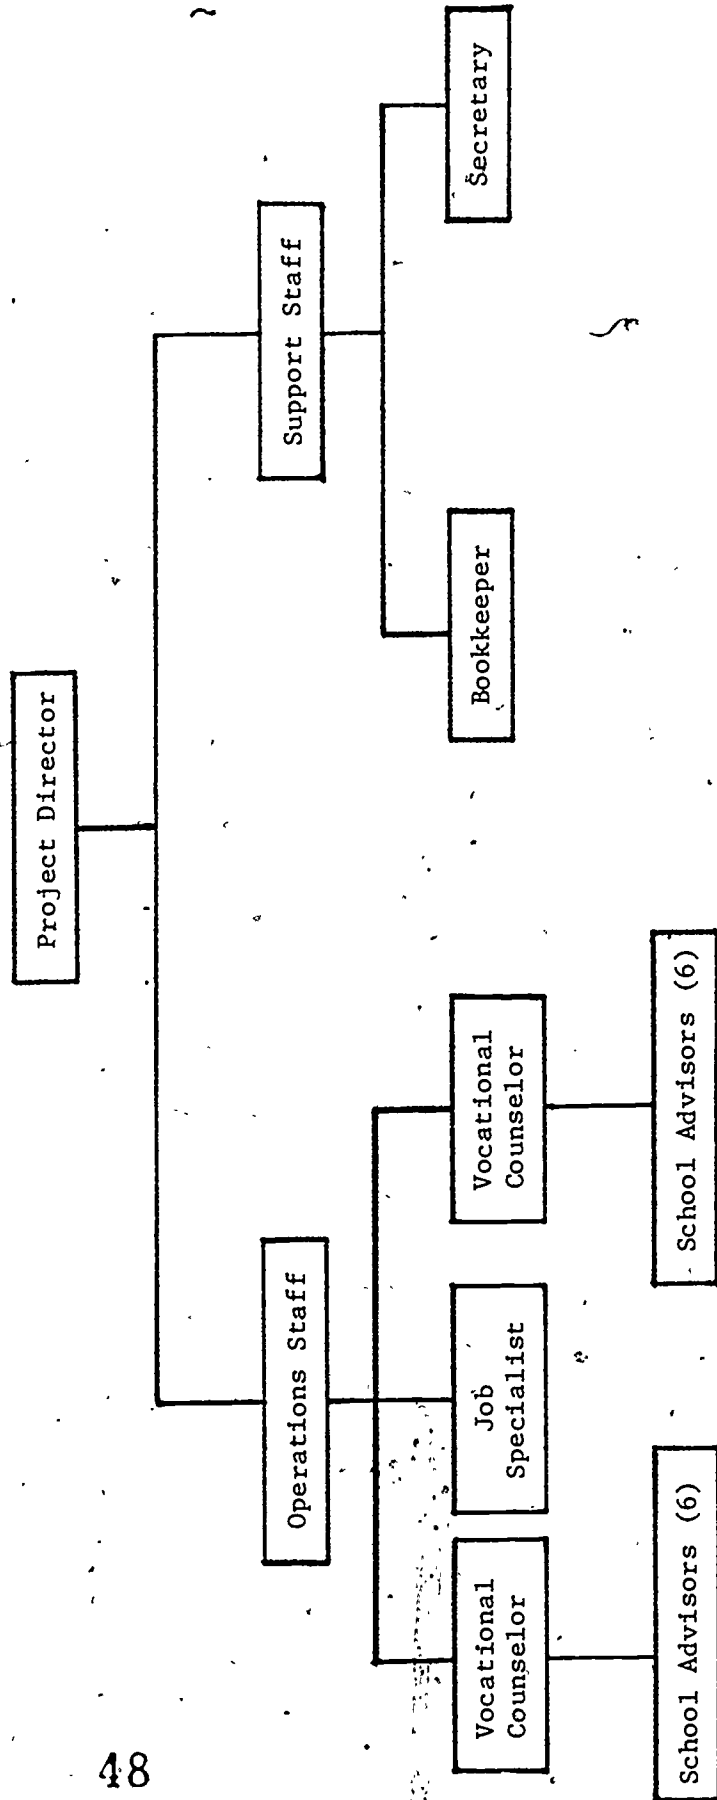 Project Director
Operations Staff
Support Staff
Vocational
Counselor
Job
Specialist
Vocational
Counselor
Bookkeeper
Secretary
School Advisors (6)
School Advisors (6)
48